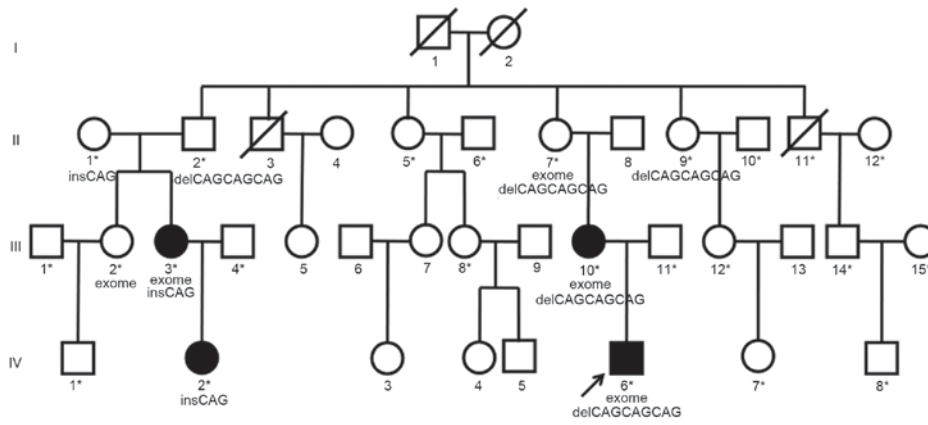 I
1 2
II
1* 2* 3 4 5* 6* 7* 8 9* 10* 11* 12*
insCAG delCAGCAGCAG exome delCAGCAGCAG
delCAGCAGCAG
III
1* 2* 3* 4* 5 6 7 8* 9 10* 11* 12* 13 14* 15*
exome exome exome
insCAG delCAGCAGCAG
IV
1* 2* 3 4 5 6* 7* 8*
insCAG exome
delCAGCAGCAG